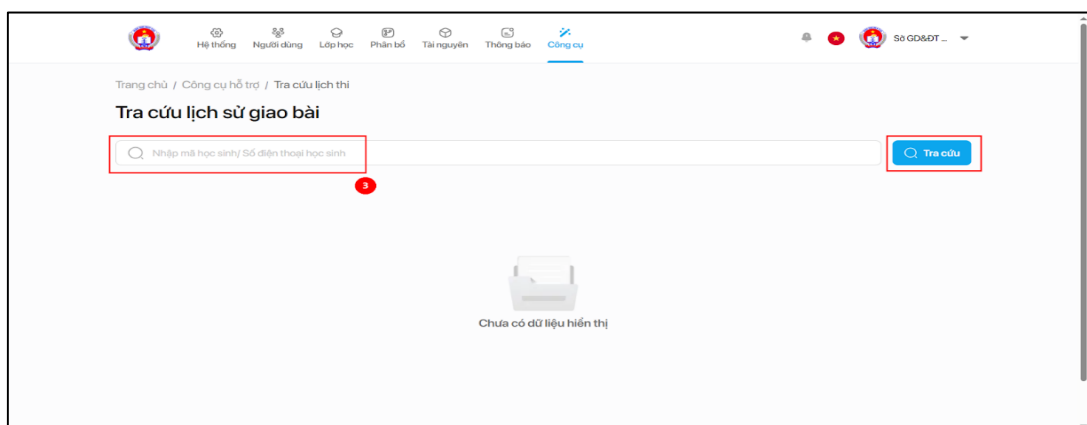 Hệ thống Người dùng Lớp học Phân bổ Tài nguyên Thông báo Công cụ Sở GD&ĐT ...
Trang chủ / Công cụ hỗ trợ / Tra cứu lịch thi
Tra cứu lịch sử giao bài
Nhập mã học sinh/ Số điện thoại học sinh Tra cứu
3
Chưa có dữ liệu hiển thị